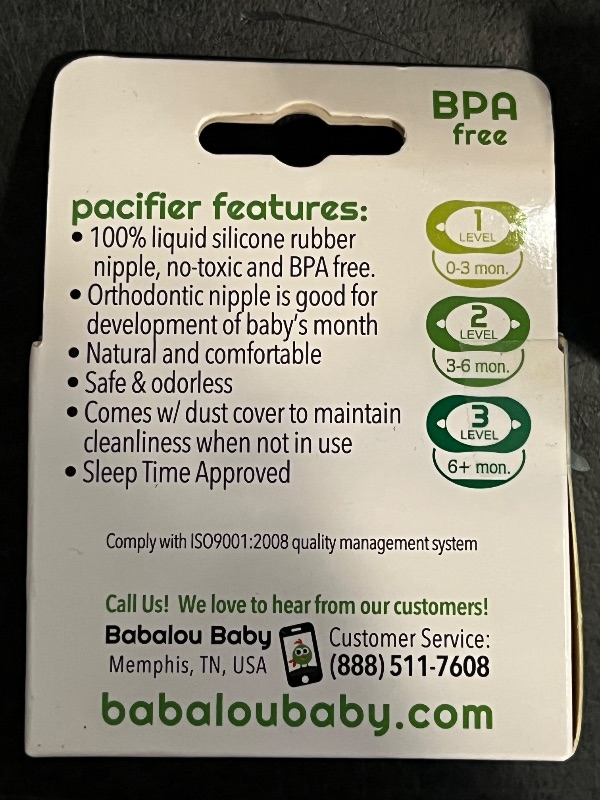 BPA
free
pacifier features:
• 100% liquid silicone rubber
nipple, no-toxic and BPA free.
• Orthodontic nipple is good for
development of baby's month
• Natural and comfortable
• Safe & odorless
• Comes w/ dust cover to maintain
cleanliness when not in use
• Sleep Time Approved
1
LEVEL
0-3 mon.
2
LEVEL
3-6 mon.
3
LEVEL
6+ mon.
Comply with ISO9001:2008 quality management system
Call Us! We love to hear from our customers!
Babalou Baby
Memphis, TN, USA
Customer Service:
(888) 511-7608
babaloubaby.com